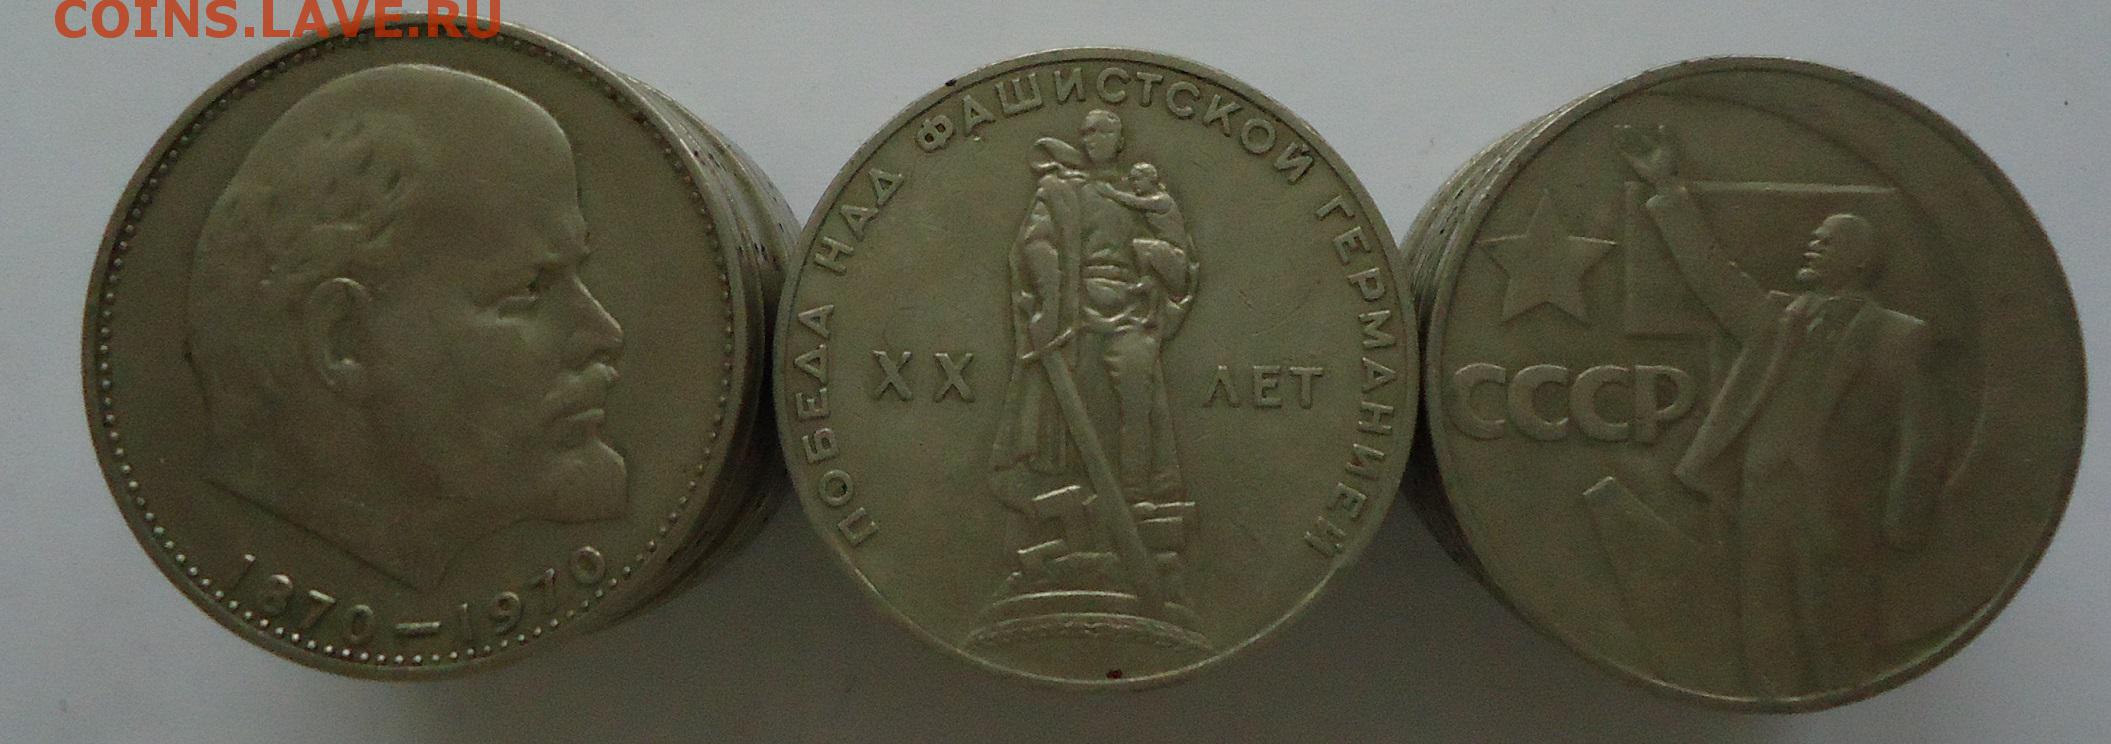 COINS.LAVE.RU
1870–1970
ПОБЕДА НАД ФАШИСТСКОЙ ГЕРМАНИЕЙ
XX ЛЕТ
СССР